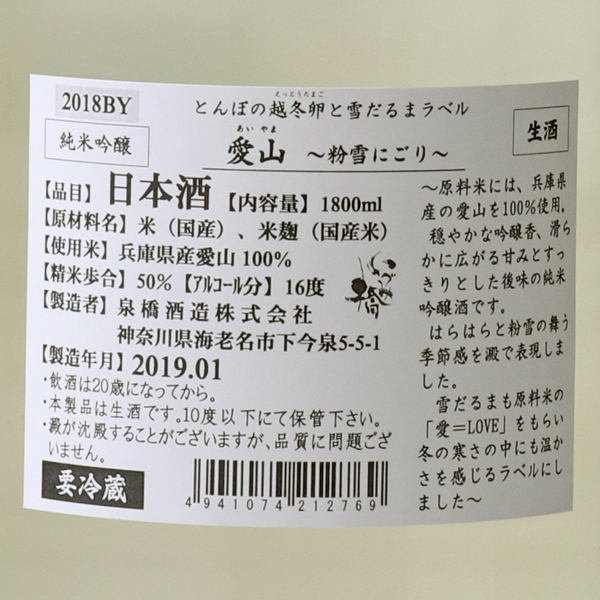 2018BY
えっとうたまご
とんぼの越冬卵と雪だるまラベル
純米吟醸
あいやま
愛山 ～粉雪にごり～
生酒
【品目】日本酒【内容量】1800ml
【原材料名】米（国産）、米麹（国産米）
【使用米】兵庫県産愛山100％
【精米歩合】50％【アルコール分】16度
【製造者】泉橋酒造株式会社
神奈川県海老名市下今泉5-5-1
【製造年月】2019.01
・飲酒は20歳になってから。
・本製品は生酒です。10度以下にて保管下さい。
・澱が沈殿することがございますが、品質に問題ござ
いません。
要冷蔵
4941074212769
～原料米には、兵庫県
産の愛山を100％使用。
穏やかな吟醸香、滑ら
かに広がる甘みとすっ
きりとした後味の純米
吟醸酒です。
はらはらと粉雪の舞う
季節感を澱で表現しま
した。
雪だるまも原料米の
「愛＝LOVE」をもらい
冬の寒さの中にも温か
さを感じるラベルにし
ました～